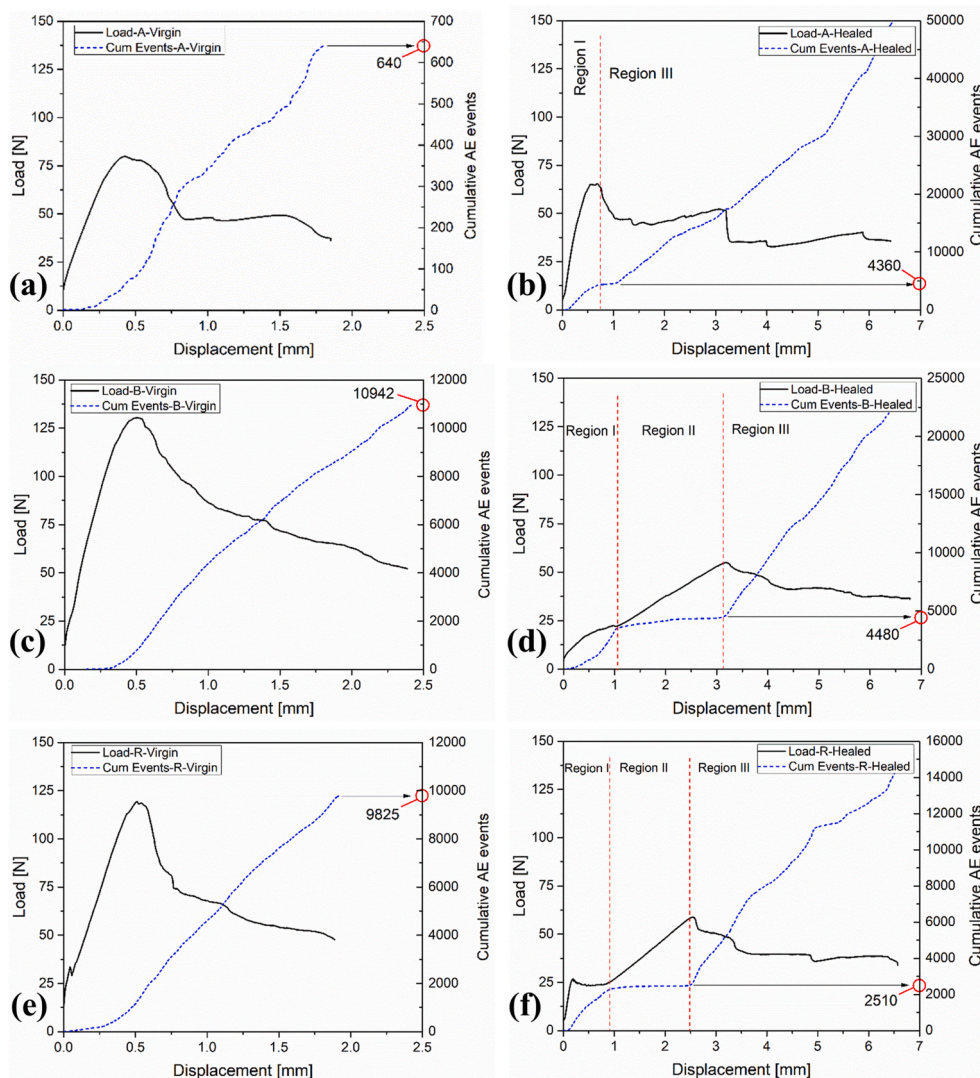 150
125
100
75
50
25
0
Load [N]
Load-A-Virgin
Cum Events-A-Virgin
640
700
600
500
400
300
200
100
0
Cumulative AE events
0.0 0.5 1.0 1.5 2.0 2.5
Displacement [mm]
(a)
150
125
100
75
50
25
0
Load [N]
Region I
Region III
Load-A-Healed
Cum Events-A-Healed
4360
50000
40000
30000
20000
10000
0
Cumulative AE events
0 1 2 3 4 5 6 7
Displacement [mm]
(b)
150
125
100
75
50
25
0
Load [N]
Load-B-Virgin
Cum Events-B-Virgin
10942
12000
10000
8000
6000
4000
2000
0
Cumulative AE events
0.0 0.5 1.0 1.5 2.0 2.5
Displacement [mm]
(c)
150
125
100
75
50
25
0
Load [N]
Load-B-Healed
Cum Events-B-Healed
Region I
Region II
Region III
4480
25000
20000
15000
10000
5000
0
Cumulative AE events
0 1 2 3 4 5 6 7
Displacement [mm]
(d)
150
125
100
75
50
25
0
Load [N]
Load-R-Virgin
Cum Events-R-Virgin
9825
12000
10000
8000
6000
4000
2000
0
Cumulative AE events
0.0 0.5 1.0 1.5 2.0 2.5
Displacement [mm]
(e)
150
125
100
75
50
25
0
Load [N]
Load-R-Healed
Cum Events-R-Healed
Region I
Region II
Region III
2510
16000
14000
12000
10000
8000
6000
4000
2000
0
Cumulative AE events
0 1 2 3 4 5 6 7
Displacement [mm]
(f)